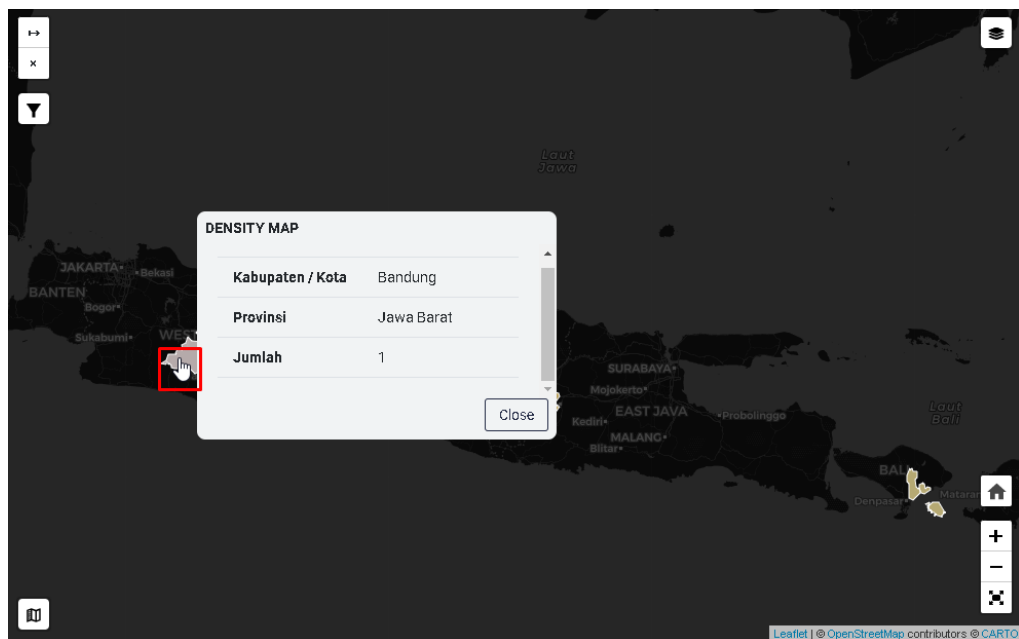 Laut
Jawa
DENSITY MAP
Kabupaten / Kota Bandung
Provinsi Jawa Barat
Jumlah 1
Close
JAKARTA
Bekasi
BANTEN
Bogor
Sukabumi
WES
SURABAYA
Mojokerto
Kediri
EAST JAVA
Probolinggo
MALANG
Blitar
Laut
Bali
BALI
Denpasar
Mataram
+
−
Leaflet | © OpenStreetMap contributors © CARTO